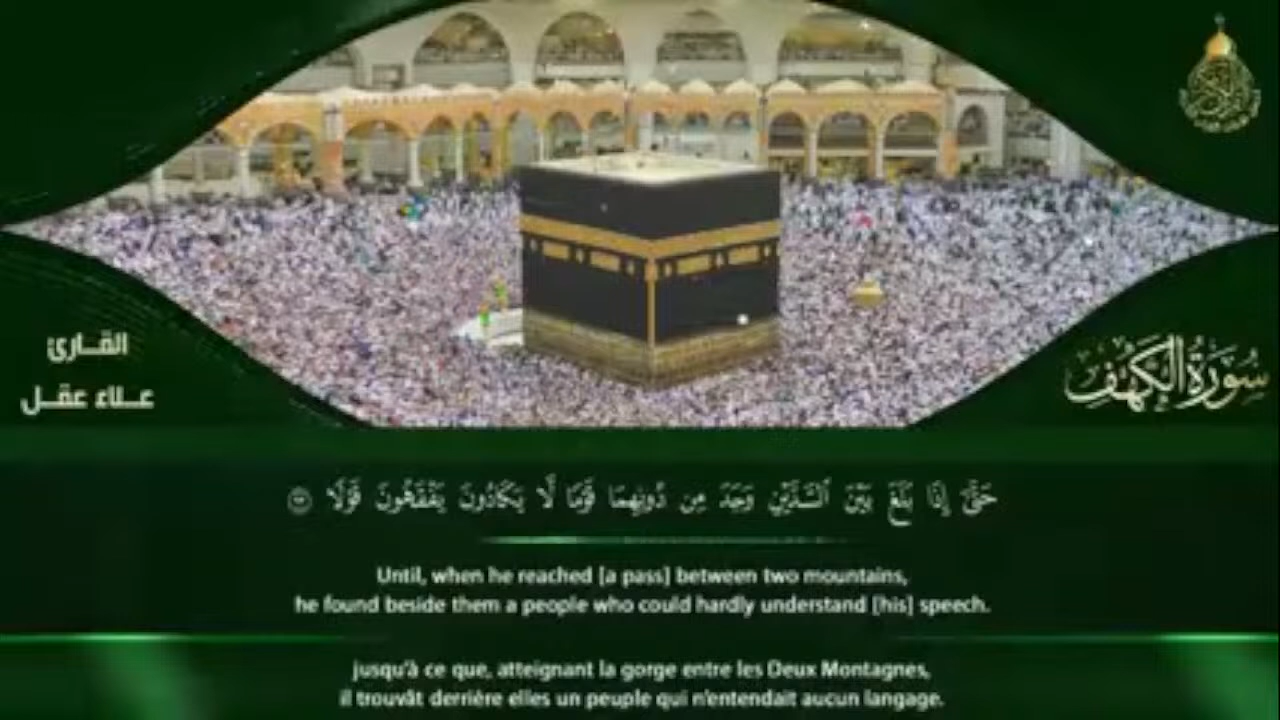 القارئ
علاء عقل
سورة الكهف
حَتَّىٰٓ إِذَا بَلَغَ بَيْنَ ٱلسَّدَّيْنِ وَجَدَ مِن دُونِهِمَا قَوْمًا لَّا يَكَادُونَ يَفْقَهُونَ قَوْلًا
Until, when he reached [a pass] between two mountains,
he found beside them a people who could hardly understand [his] speech.
jusqu'à ce que, atteignant la gorge entre les Deux Montagnes,
il trouvât derrière elles un peuple qui n'entendait aucun langage.